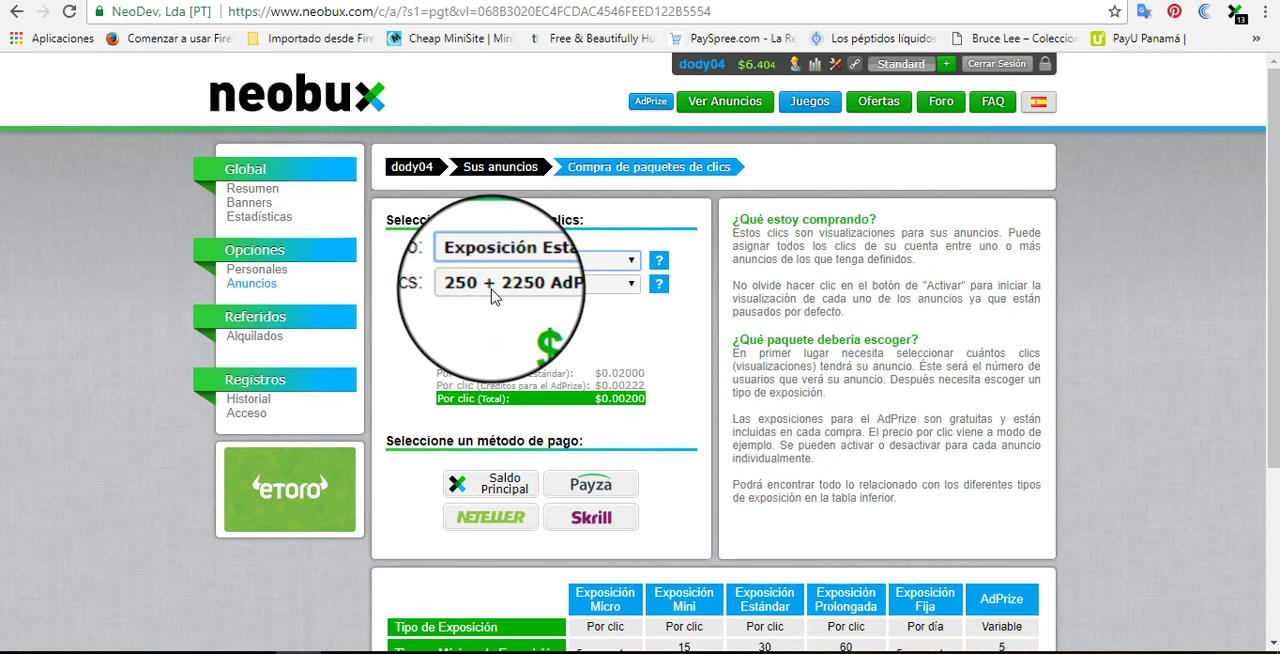 NeoDev, Lda [PT] https://www.neobux.com/c/a/?s1=pgt&vl=068B3020EC4FCDAC4546FEED122B5554
13
Aplicaciones Comenzar a usar Fire Importado desde Fire Cheap MiniSite | Mini Free & Beautifully Hu PaySpree.com - La Re Los péptidos líquidos Bruce Lee – Coleccior PayU Panamá | »
dody04 $6.404 Standard + Cerrar Sesión
neobux
AdPrize Ver Anuncios Juegos Ofertas Foro FAQ
Global
Resumen
Banners
Estadísticas
Opciones
Personales
Anuncios
Referidos
Alquilados
Registros
Historial
Acceso
eToro
dody04 Sus anuncios Compra de paquetes de clics
Selecci clics:
o: Exposición Está ?
cs: 250 + 2250 AdP ?
$
Por c stándar): $0.02000
Por clic (Créditos para el AdPrize): $0.00222
Por clic (Total): $0.00200
Seleccione un método de pago:
Saldo Principal Payza
NETELLER Skrill
¿Qué estoy comprando?
Estos clics son visualizaciones para sus anuncios. Puede
asignar todos los clics de su cuenta entre uno o más
anuncios de los que tenga definidos.
No olvide hacer clic en el botón de "Activar" para iniciar la
visualización de cada uno de los anuncios ya que están
pausados por defecto.
¿Qué paquete debería escoger?
En primer lugar necesita seleccionar cuántos clics
(visualizaciones) tendrá su anuncio. Éste será el número de
usuarios que verá su anuncio. Después necesita escoger un
tipo de exposición.
Las exposiciones para el AdPrize son gratuitas y están
incluidas en cada compra. El precio por clic viene a modo de
ejemplo. Se pueden activar o desactivar para cada anuncio
individualmente.
Podrá encontrar todo lo relacionado con los diferentes tipos
de exposición en la tabla inferior.
Exposición Micro Exposición Mini Exposición Estándar Exposición Prolongada Exposición Fija AdPrize
Tipo de Exposición Por clic Por clic Por clic Por clic Por día Variable
15 30 60 5